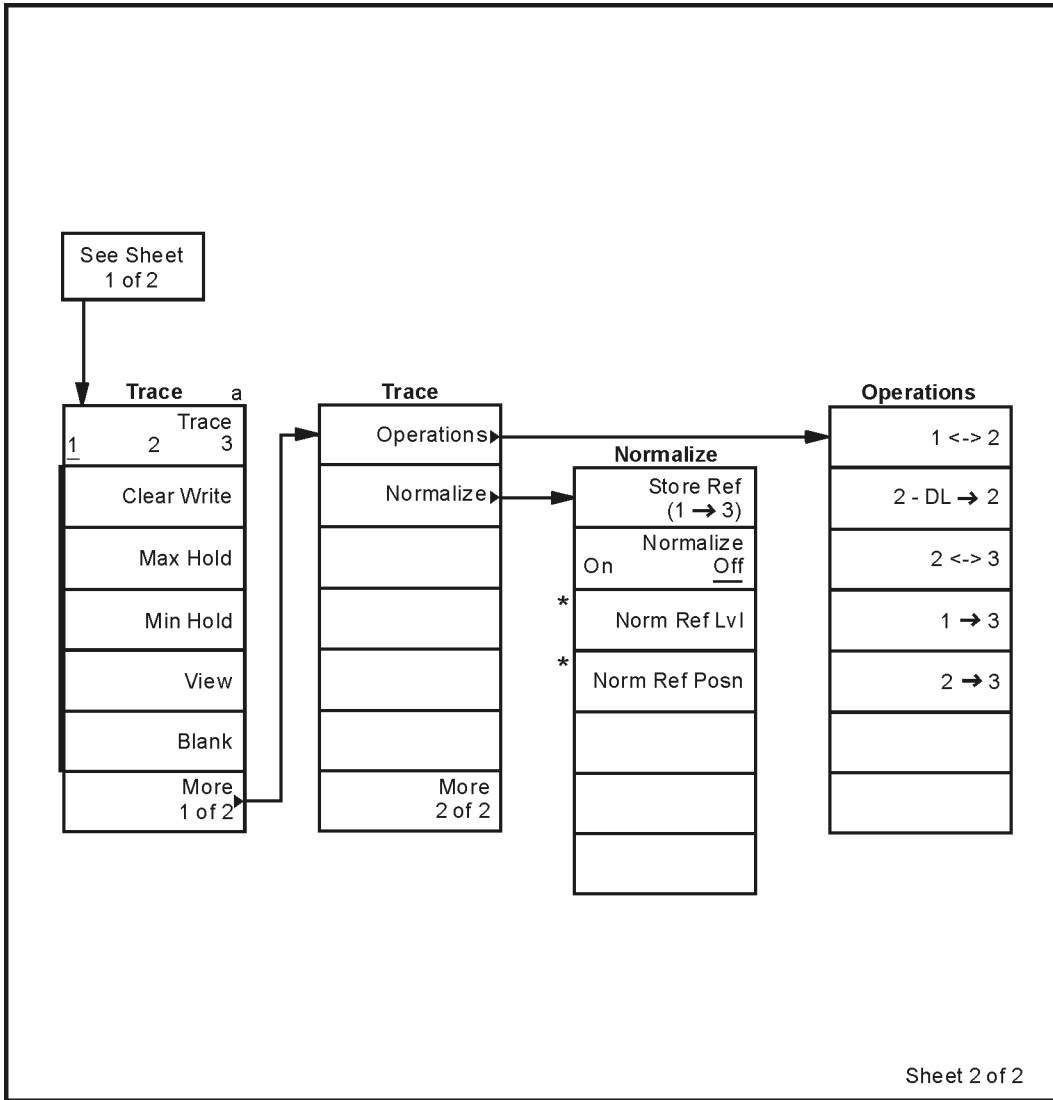 See Sheet
1 of 2
Trace a
Trace
1 2 3
Clear Write
Max Hold
Min Hold
View
Blank
More
1 of 2
Trace
Operations
Normalize
More
2 of 2
Normalize
Store Ref
(1 → 3)
Normalize
On Off
* Norm Ref Lvl
* Norm Ref Posn
Operations
1 <-> 2
2 - DL → 2
2 <-> 3
1 → 3
2 → 3
Sheet 2 of 2